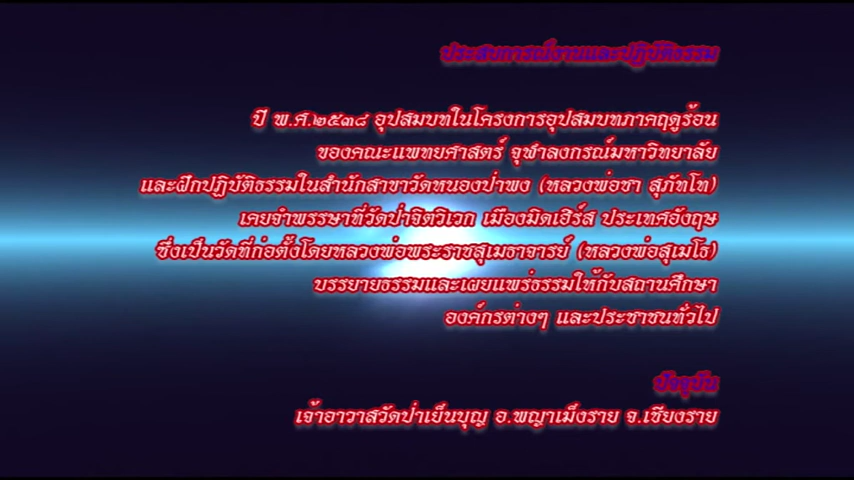 ประสบการณ์งานและปฏิบัติธรรม
ปี พ.ศ.๒๕๓๘ อุปสมบทในโครงการอุปสมบทภาคฤดูร้อน
ของคณะแพทยศาสตร์ จุฬาลงกรณ์มหาวิทยาลัย
และฝึกปฏิบัติธรรมในสำนักสาขาวัดหนองป่าพง (หลวงพ่อชา สุภัทโท)
เคยจำพรรษาที่วัดป่าจิตวิเวก เมืองมิดเฮิร์ส ประเทศอังกฤษ
ซึ่งเป็นวัดที่ก่อตั้งโดยหลวงพ่อพระราชสุเมธาจารย์ (หลวงพ่อสุเมโธ)
บรรยายธรรมและเผยแพร่ธรรมให้กับสถานศึกษา
องค์กรต่างๆ และประชาชนทั่วไป
ปัจจุบัน
เจ้าอาวาสวัดป่าเย็นบุญ อ.พญาเม็งราย จ.เชียงราย